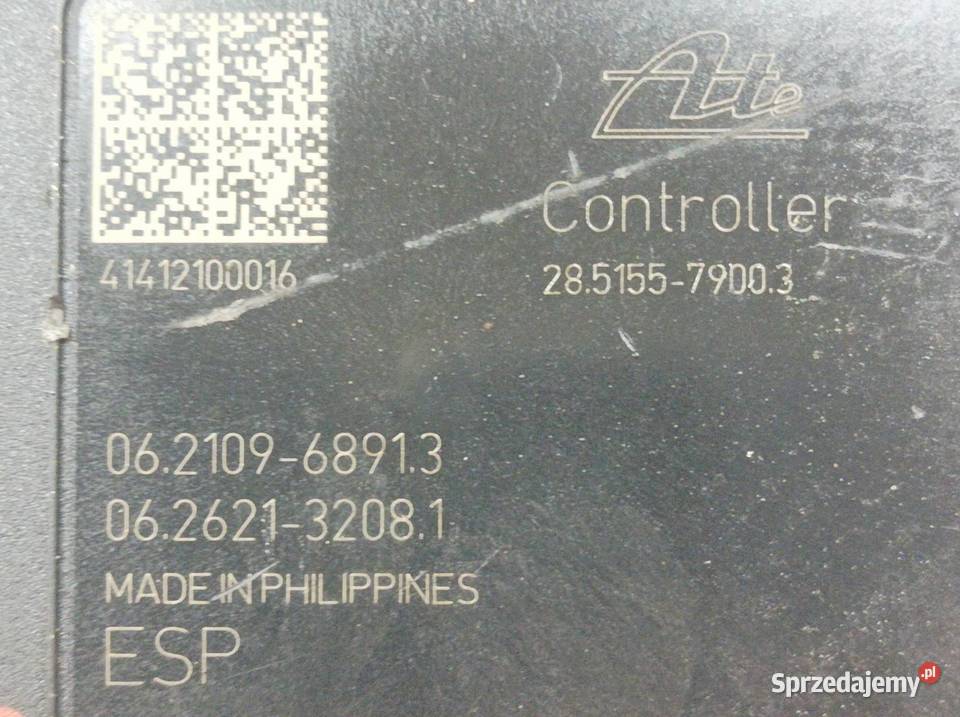 Ate
Controller
41412100016
28.5155-7900.3
06.2109-6891.3
06.2621-3208.1
MADE IN PHILIPPINES
ESP
Sprzedajemy.pl